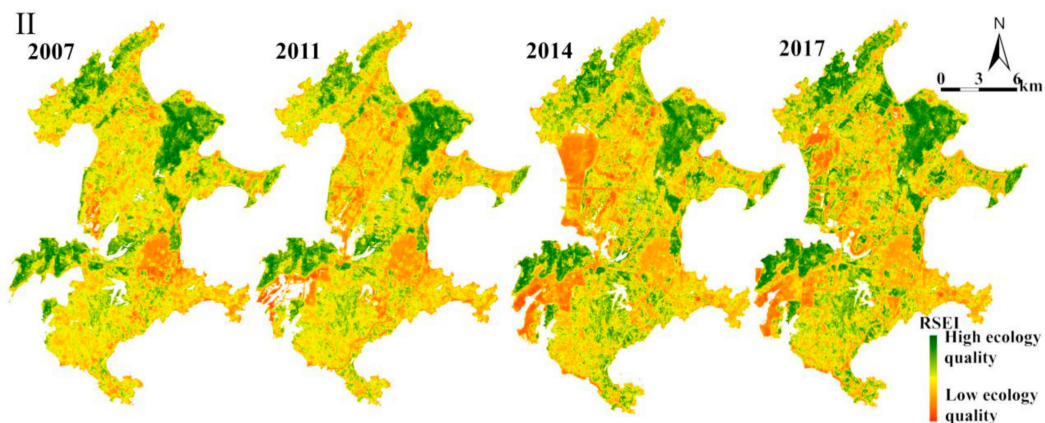 II
2007
2011
2014
2017
N
0 3 6
km
RSEI
High ecology
quality
Low ecology
quality